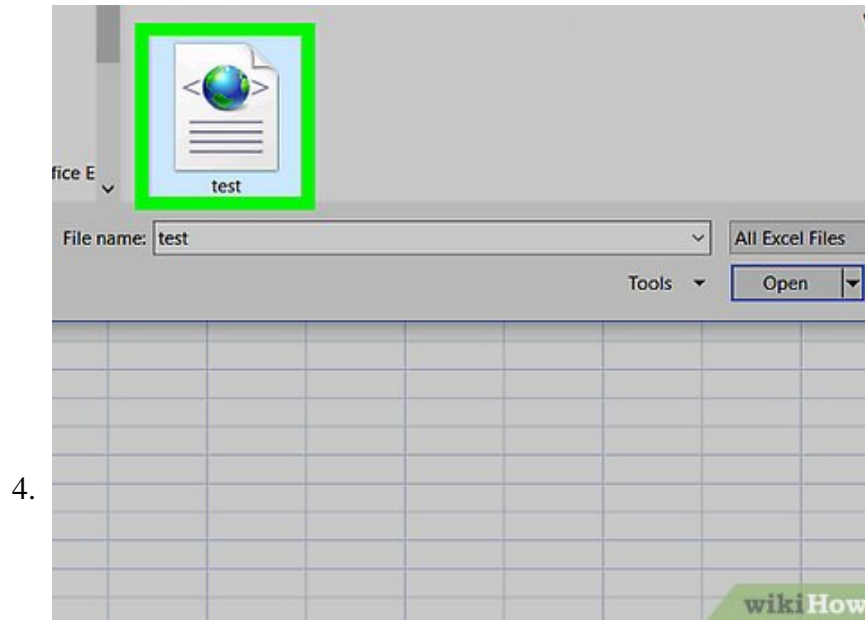 fice E
test
File name: test
All Excel Files
Tools
Open
4.
wikiHow